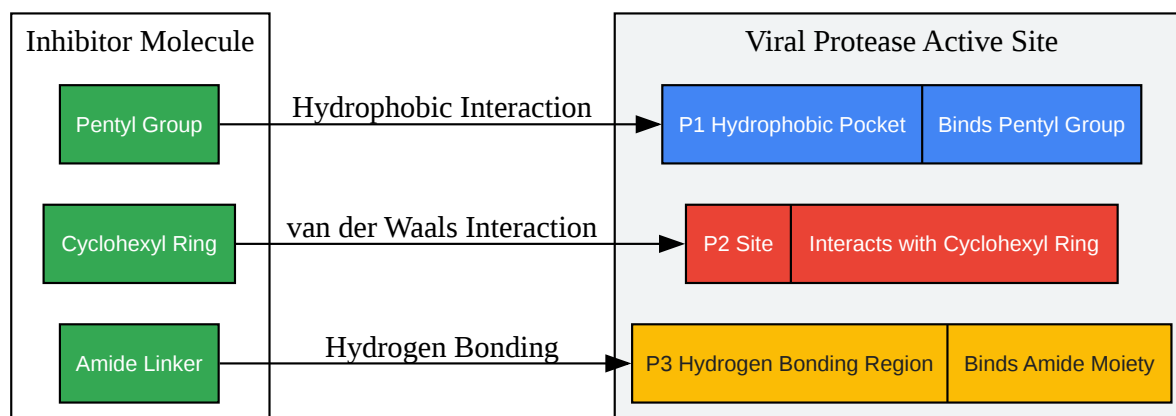 Inhibitor Molecule
Viral Protease Active Site
Pentyl Group
Hydrophobic Interaction
P1 Hydrophobic Pocket
Binds Pentyl Group
Cyclohexyl Ring
van der Waals Interaction
P2 Site
Interacts with Cyclohexyl Ring
Amide Linker
Hydrogen Bonding
P3 Hydrogen Bonding Region
Binds Amide Moiety